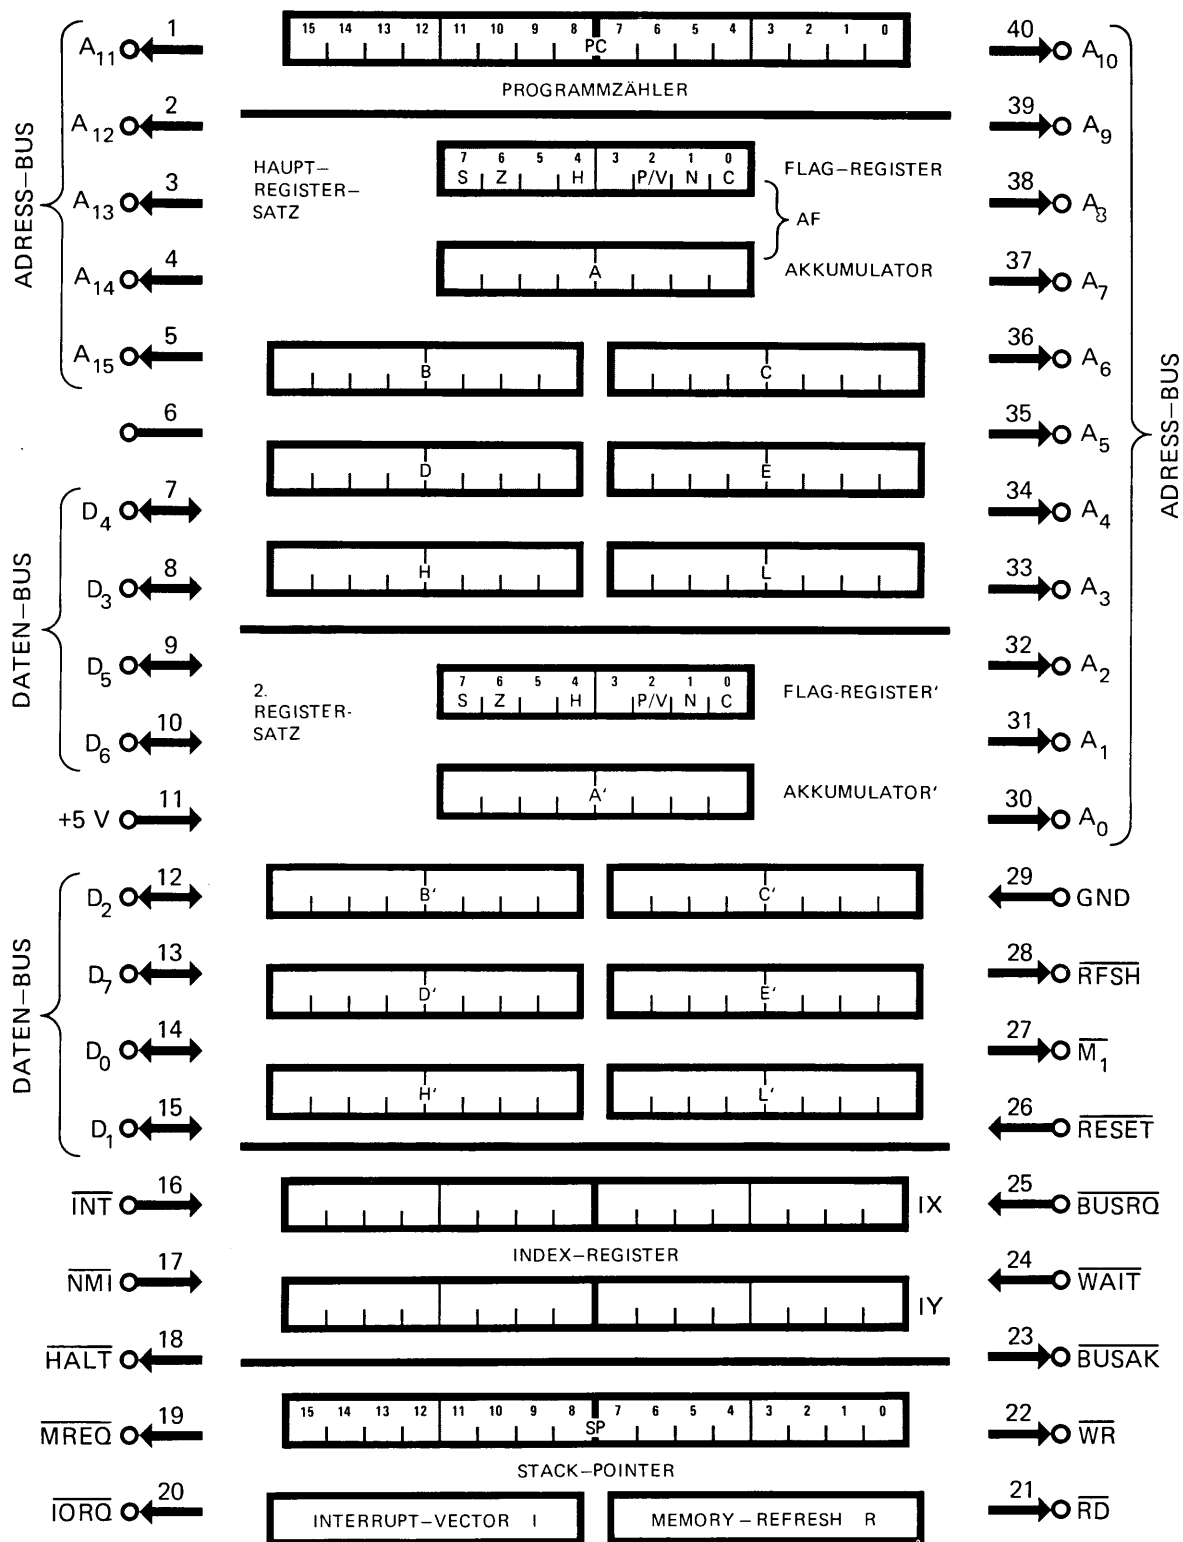 ADRESS–BUS
1
A11
2
A12
3
A13
4
A14
5
A15
6
DATEN–BUS
7
D4
8
D3
9
D5
10
D6
11
+5 V
DATEN–BUS
12
D2
13
D7
14
D0
15
D1
16
INT
17
NMI
18
HALT
19
MREQ
20
IORQ
15 14 13 12 11 10 9 8 7 6 5 4 3 2 1 0
PC
PROGRAMMZÄHLER
HAUPT–
REGISTER–
SATZ
7 6 5 4 3 2 1 0
S Z H P/V N C
FLAG–REGISTER
AF
A
AKKUMULATOR
B C
D E
H L
2.
REGISTER-
SATZ
7 6 5 4 3 2 1 0
S Z H P/V N C
FLAG-REGISTER'
A'
AKKUMULATOR'
B' C'
D' E'
H' L'
IX
INDEX–REGISTER
IY
15 14 13 12 11 10 9 8 7 6 5 4 3 2 1 0
SP
STACK–POINTER
INTERRUPT–VECTOR I
MEMORY – REFRESH R
40
A10
39
A9
38
A8
37
A7
36
A6
35
A5
34
A4
33
A3
32
A2
31
A1
30
A0
ADRESS–BUS
29
GND
28
RFSH
27
M1
26
RESET
25
BUSRQ
24
WAIT
23
BUSAK
22
WR
21
RD